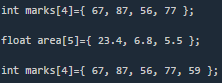 int marks[4]={ 67, 87, 56, 77 };
float area[5]={ 23.4, 6.8, 5.5 };
int marks[4]={ 67, 87, 56, 77, 59 };